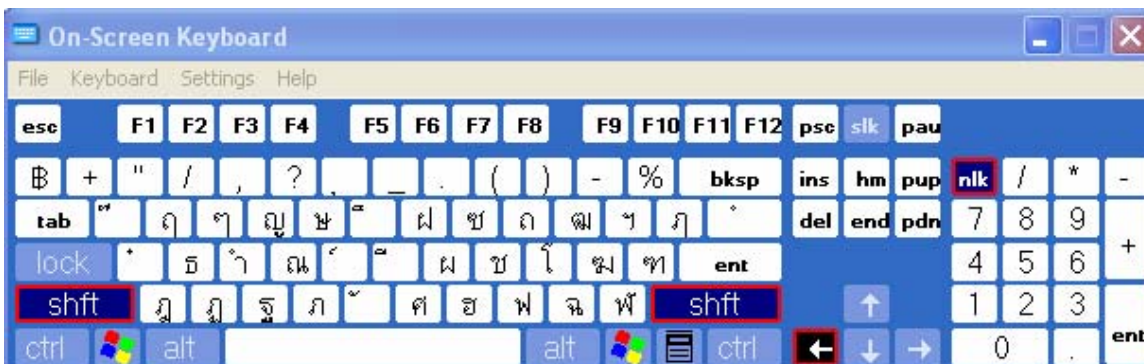 On-Screen Keyboard
File Keyboard Settings Help
esc F1 F2 F3 F4 F5 F6 F7 F8 F9 F10 F11 F12 psc slk pau
฿ + " / , ? _ . ( ) - % bksp ins hm pup nlk / * -
tab ฤ ๆ ญ ษ ฝ ซ ถ ฒ ฯ ฦ del end pdn 7 8 9 +
lock ธ ำ ณ ผ ช โ ฆ ฑ ent 4 5 6
shft ฎ ฏ ฐ ภ ศ ฮ ฟ ฉ ฬ shft ↑ 1 2 3 ent
ctrl alt alt ctrl ← ↓ → 0 .